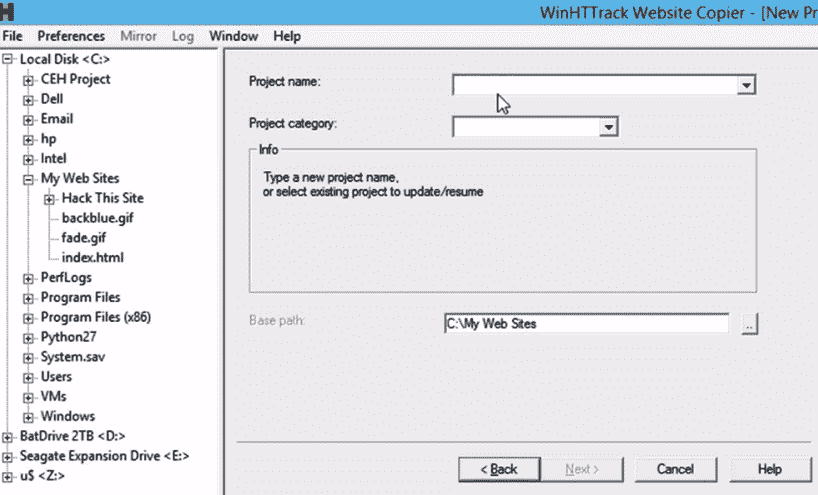 WinHTTrack Website Copier - [New Pr
File Preferences Mirror Log Window Help
Local Disk <C:>
CEH Project
Dell
Email
hp
Intel
My Web Sites
Hack This Site
backblue.gif
fade.gif
index.html
PerfLogs
Program Files
Program Files (x86)
Python27
System.sav
Users
VMs
Windows
BatDrive 2TB <D:>
Seagate Expansion Drive <E:>
u$ <Z:>
Project name:
Project category:
Info
Type a new project name,
or select existing project to update/resume
Base path:
C:\My Web Sites
..
< Back
Next >
Cancel
Help